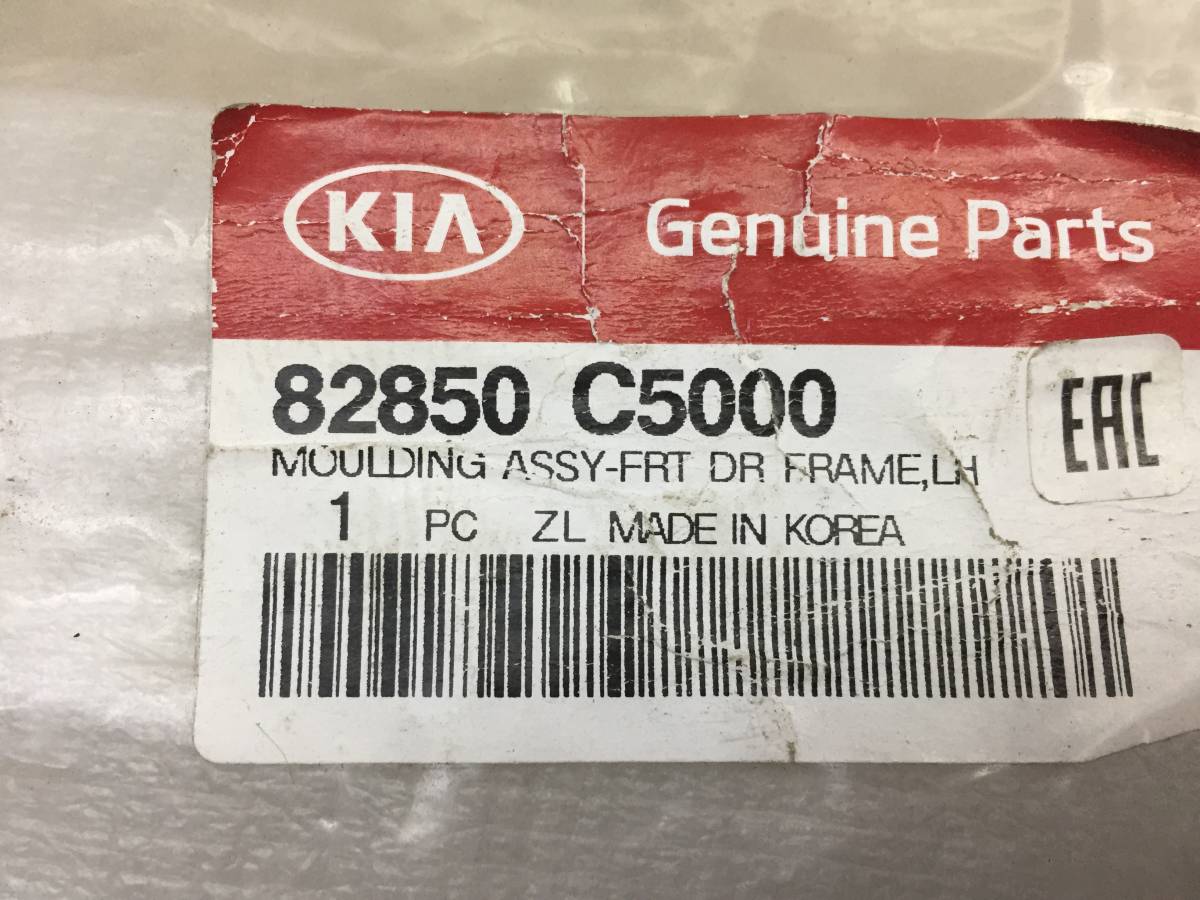 KIA Genuine Parts
82850 C5000
EAC
MOULDING ASSY-FRT DR FRAME,LH
1 PC ZL MADE IN KOREA